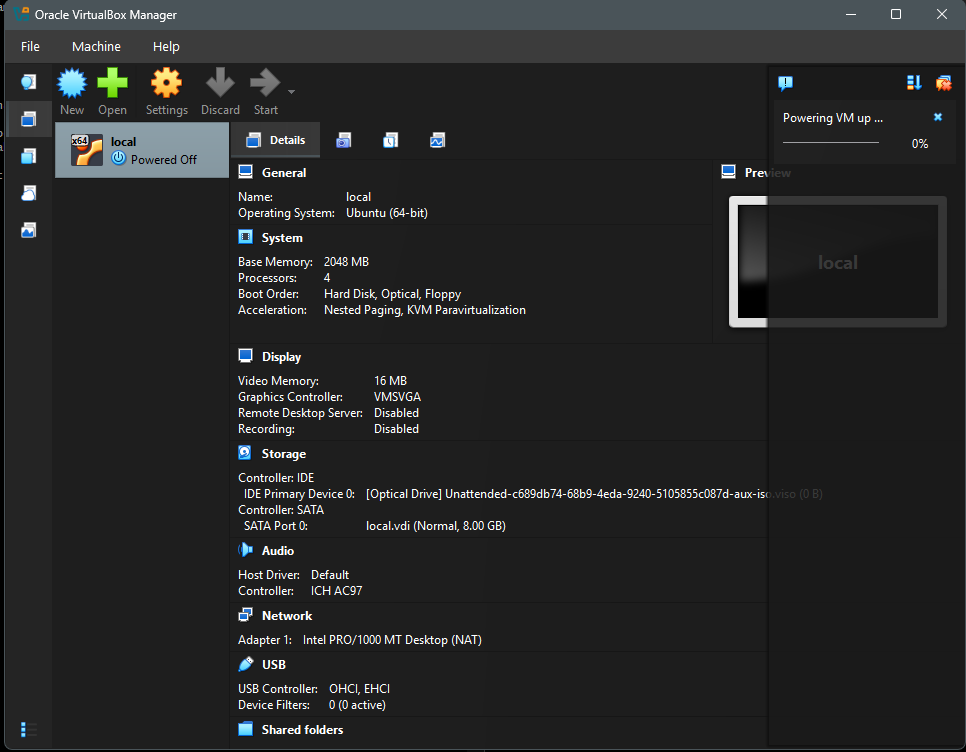 Oracle VirtualBox Manager
File Machine Help
New Open Settings Discard Start
x64
local
Powered Off
Details
Powering VM up ...
0%
General
Name: local
Operating System: Ubuntu (64-bit)
Preview
local
System
Base Memory: 2048 MB
Processors: 4
Boot Order: Hard Disk, Optical, Floppy
Acceleration: Nested Paging, KVM Paravirtualization
Display
Video Memory: 16 MB
Graphics Controller: VMSVGA
Remote Desktop Server: Disabled
Recording: Disabled
Storage
Controller: IDE
IDE Primary Device 0: [Optical Drive] Unattended-c689db74-68b9-4eda-9240-5105855c087d-aux-iso.viso (0 B)
Controller: SATA
SATA Port 0: local.vdi (Normal, 8.00 GB)
Audio
Host Driver: Default
Controller: ICH AC97
Network
Adapter 1: Intel PRO/1000 MT Desktop (NAT)
USB
USB Controller: OHCI, EHCI
Device Filters: 0 (0 active)
Shared folders